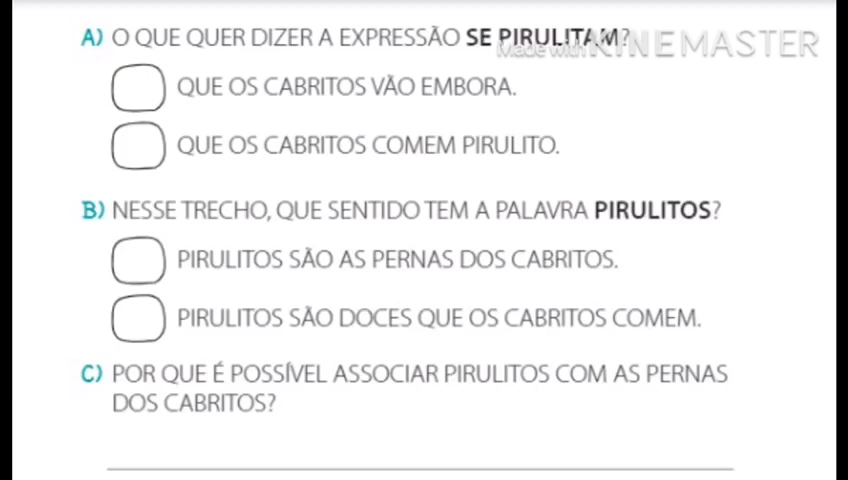 A) O QUE QUER DIZER A EXPRESSÃO SE PIRULITAM?
Made with KINEMASTER
QUE OS CABRITOS VÃO EMBORA.
QUE OS CABRITOS COMEM PIRULITO.
B) NESSE TRECHO, QUE SENTIDO TEM A PALAVRA PIRULITOS?
PIRULITOS SÃO AS PERNAS DOS CABRITOS.
PIRULITOS SÃO DOCES QUE OS CABRITOS COMEM.
C) POR QUE É POSSÍVEL ASSOCIAR PIRULITOS COM AS PERNAS
DOS CABRITOS?